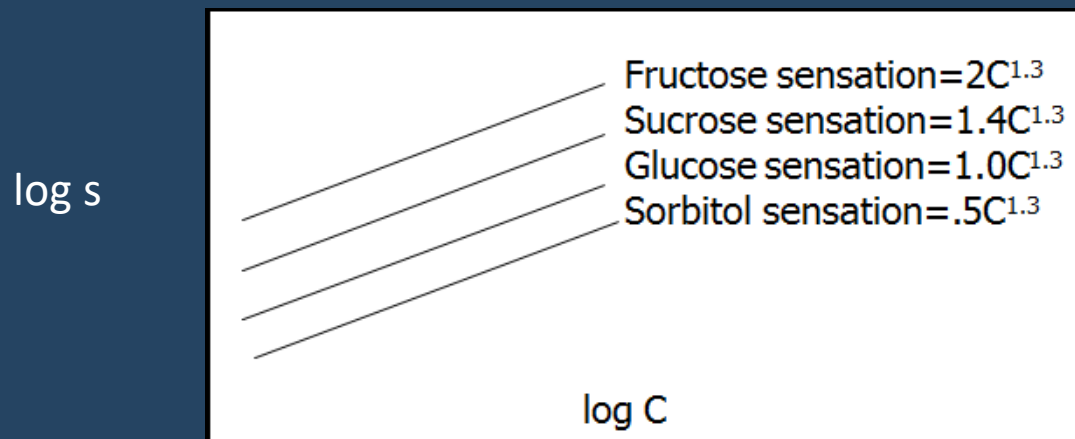 Fructose sensation=2C¹·³
Sucrose sensation=1.4C¹·³
Glucose sensation=1.0C¹·³
log s
Sorbitol sensation=.5C¹·³
log C